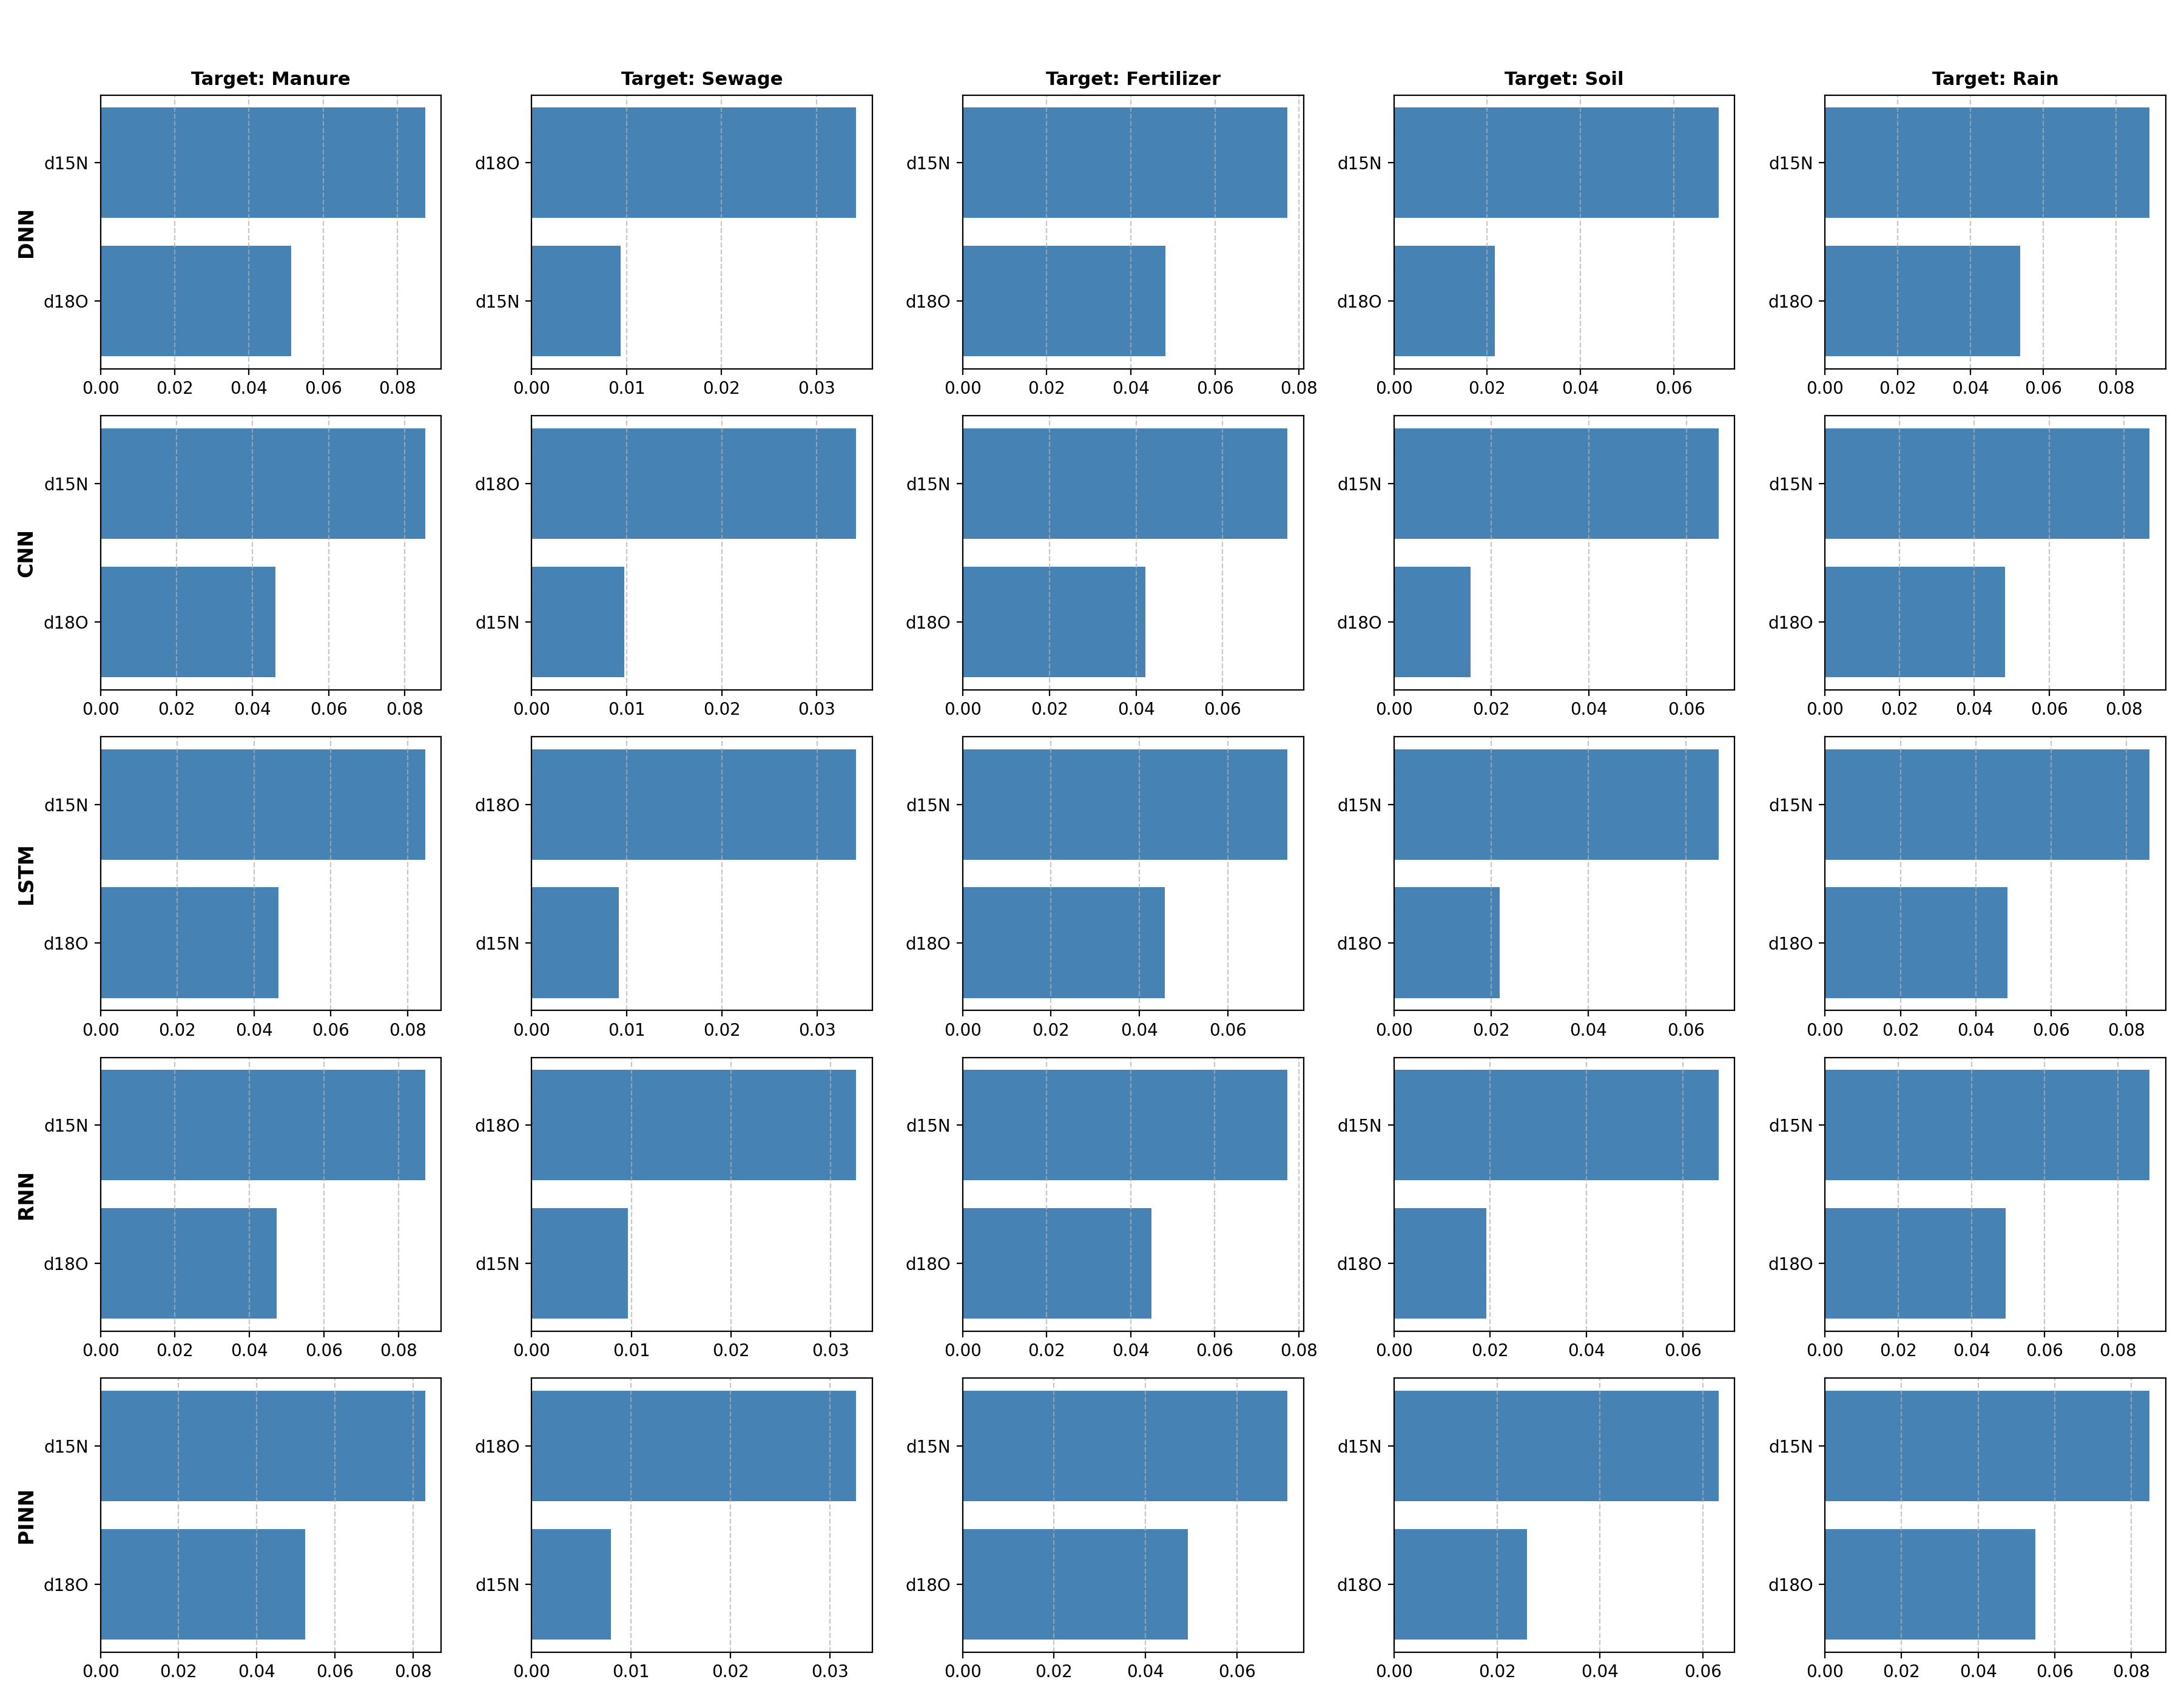 Target: Manure Target: Sewage Target: Fertilizer Target: Soil Target: Rain
DNN
d15N d18O d15N d15N d15N
d18O d15N d18O d18O d18O
0.00 0.02 0.04 0.06 0.08 0.00 0.01 0.02 0.03 0.00 0.02 0.04 0.06 0.08 0.00 0.02 0.04 0.06 0.00 0.02 0.04 0.06 0.08
CNN
d15N d18O d15N d15N d15N
d18O d15N d18O d18O d18O
0.00 0.02 0.04 0.06 0.08 0.00 0.01 0.02 0.03 0.00 0.02 0.04 0.06 0.00 0.02 0.04 0.06 0.00 0.02 0.04 0.06 0.08
LSTM
d15N d18O d15N d15N d15N
d18O d15N d18O d18O d18O
0.00 0.02 0.04 0.06 0.08 0.00 0.01 0.02 0.03 0.00 0.02 0.04 0.06 0.00 0.02 0.04 0.06 0.00 0.02 0.04 0.06 0.08
RNN
d15N d18O d15N d15N d15N
d18O d15N d18O d18O d18O
0.00 0.02 0.04 0.06 0.08 0.00 0.01 0.02 0.03 0.00 0.02 0.04 0.06 0.08 0.00 0.02 0.04 0.06 0.00 0.02 0.04 0.06 0.08
PINN
d15N d18O d15N d15N d15N
d18O d15N d18O d18O d18O
0.00 0.02 0.04 0.06 0.08 0.00 0.01 0.02 0.03 0.00 0.02 0.04 0.06 0.00 0.02 0.04 0.06 0.00 0.02 0.04 0.06 0.08